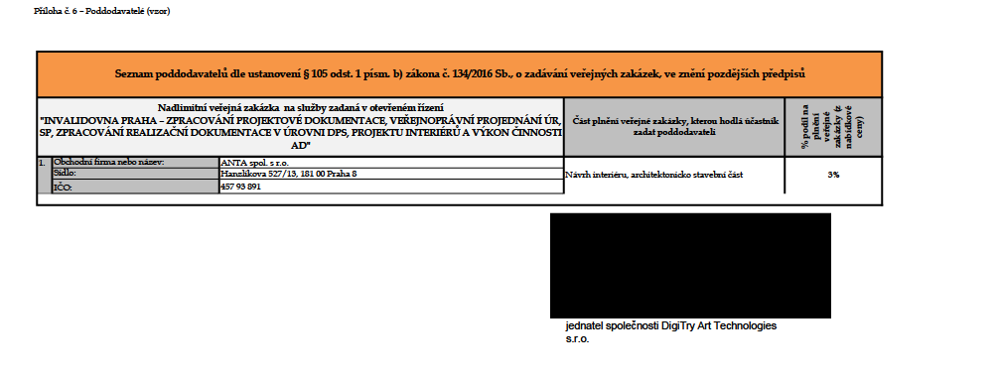 Příloha č. 6 – Poddodavatelé (vzor)
Seznam poddodavatelů dle ustanovení § 105 odst. 1 písm. b) zákona č. 134/2016 Sb., o zadávání veřejných zakázek, ve znění pozdějších předpisů
Nadlimitní veřejná zakázka na služby zadaná v otevřeném řízení
"INVALIDOVNA PRAHA – ZPRACOVÁNÍ PROJEKTOVÉ DOKUMENTACE, VEŘEJNOPRÁVNÍ PROJEDNÁNÍ ÚR,
SP, ZPRACOVÁNÍ REALIZAČNÍ DOKUMENTACE V ÚROVNI DPS, PROJEKTU INTERIÉRŮ A VÝKON ČINNOSTI
AD"
Část plnění veřejné zakázky, kterou hodlá účastník
zadat poddodavateli
% podíl na
plnění
veřejné
zakázky (z
nabídkové
ceny)
1. Obchodní firma nebo název: ANTA spol. s r.o.
Sídlo: Hanzlíkova 527/13, 181 00 Praha 8
IČO: 457 93 891
Návrh interiéru, architektonicko stavební část
3%
jednatel společnosti DigiTry Art Technologies
s.r.o.